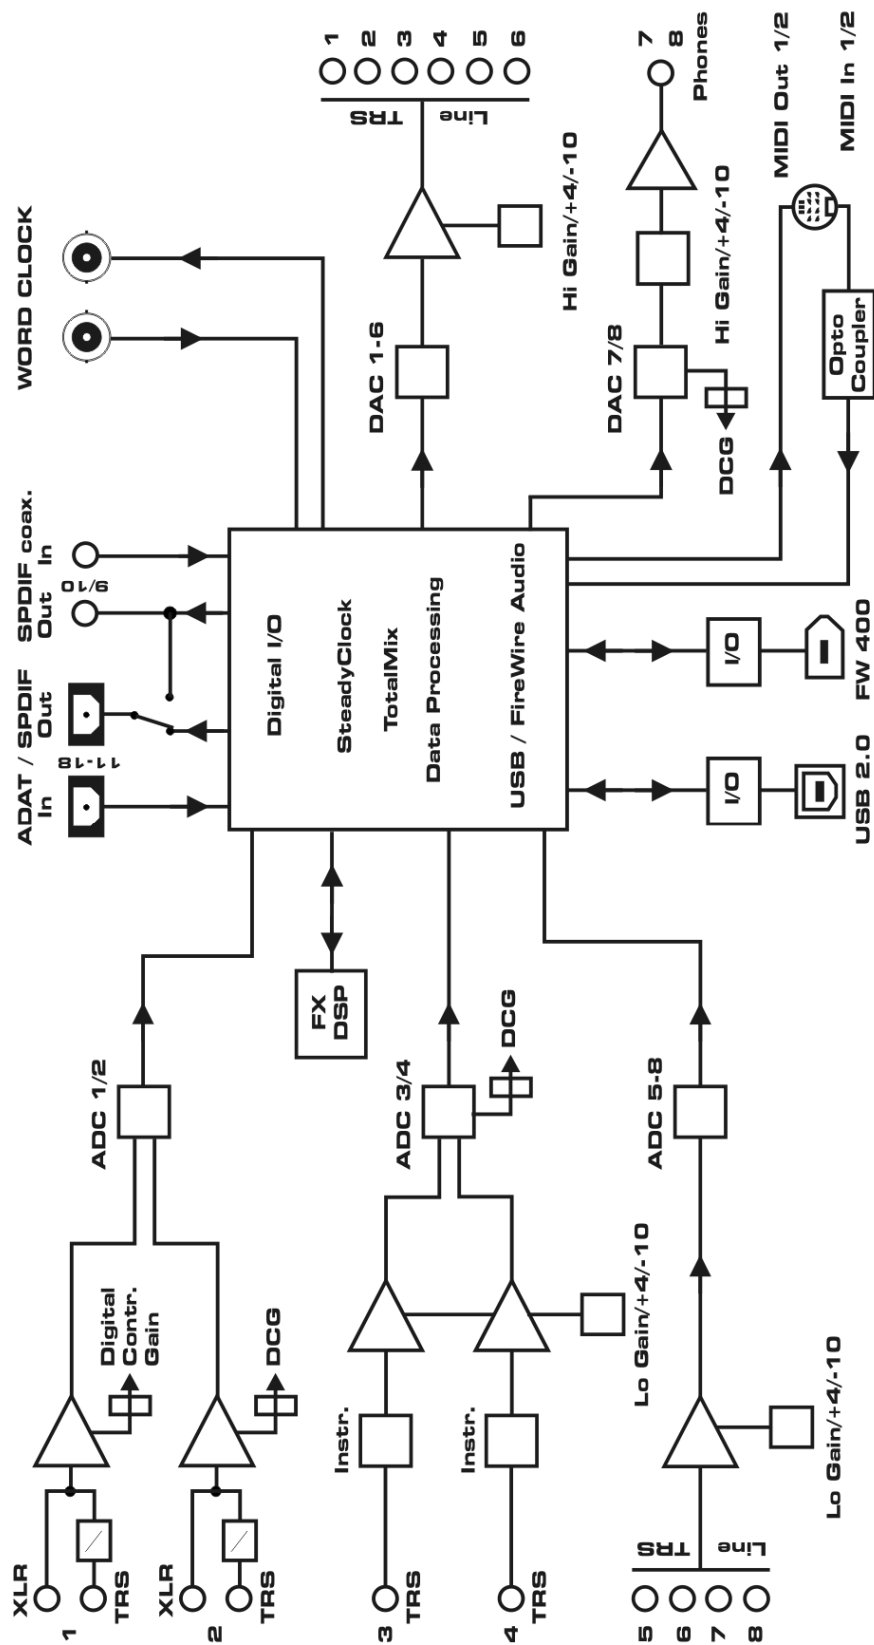 WORD CLOCK
SPDIF coax.
Out
In
9/10
ADAT / SPDIF
In
Out
11-18
Digital I/O
SteadyClock
TotalMix
Data Processing
USB / FireWire Audio
XLR
1
TRS
XLR
2
TRS
Digital
Contr.
Gain
DCG
ADC 1/2
FX
DSP
3
TRS
4
TRS
Instr.
Instr.
Lo Gain/+4/-10
ADC 3/4
DCG
5
6
7
8
TRS
Line
Lo Gain/+4/-10
ADC 5-8
I/O
USB 2.0
I/O
FW 400
DAC 1-6
Hi Gain/+4/-10
TRS
Line
1
2
3
4
5
6
DAC 7/8
DCG
Hi Gain/+4/-10
7
8
Phones
MIDI Out 1/2
MIDI In 1/2
Opto
Coupler